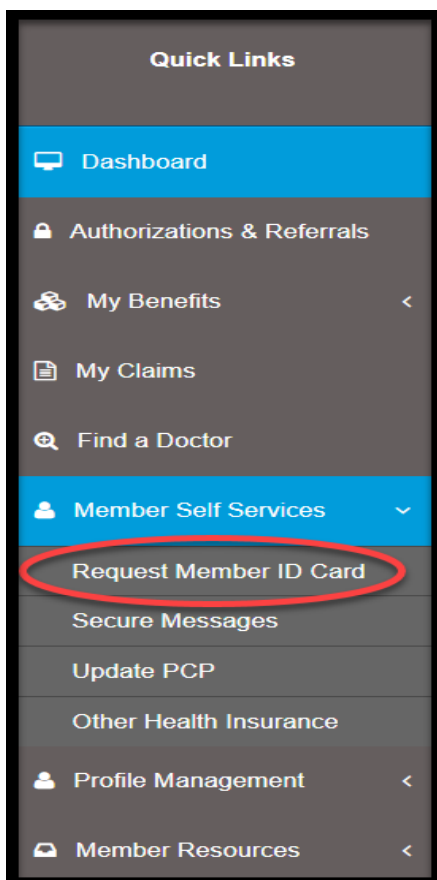 Quick Links
Dashboard
Authorizations & Referrals
My Benefits
My Claims
Find a Doctor
Member Self Services
Request Member ID Card
Secure Messages
Update PCP
Other Health Insurance
Profile Management
Member Resources